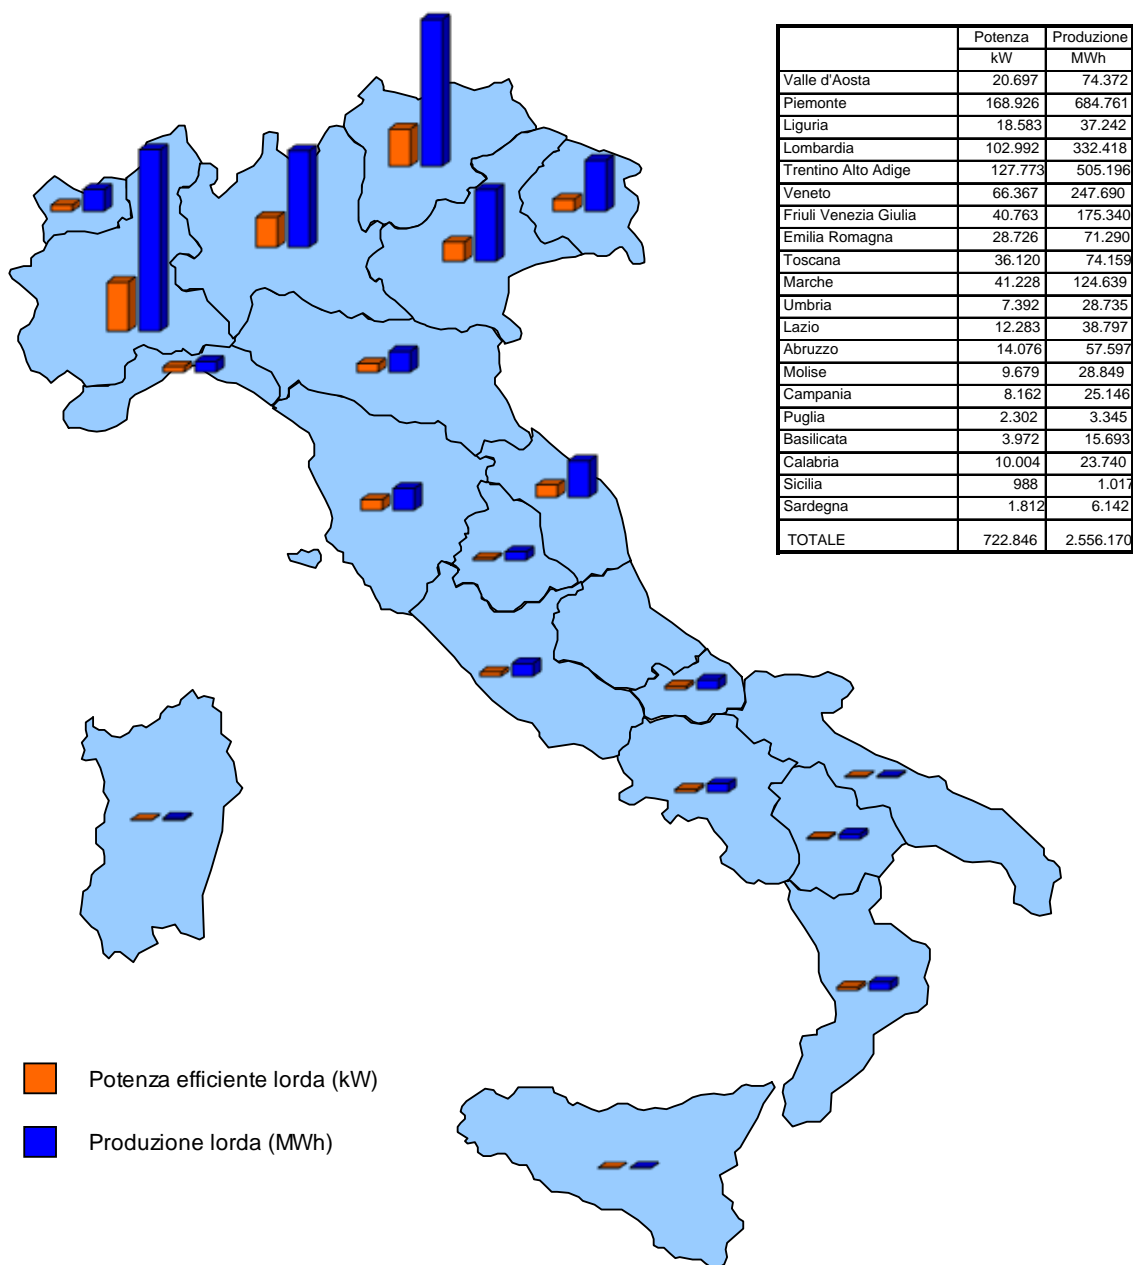 Potenza Produzione
kW MWh
Valle d'Aosta 20.697 74.372
Piemonte 168.926 684.761
Liguria 18.583 37.242
Lombardia 102.992 332.418
Trentino Alto Adige 127.773 505.196
Veneto 66.367 247.690
Friuli Venezia Giulia 40.763 175.340
Emilia Romagna 28.726 71.290
Toscana 36.120 74.159
Marche 41.228 124.639
Umbria 7.392 28.735
Lazio 12.283 38.797
Abruzzo 14.076 57.597
Molise 9.679 28.849
Campania 8.162 25.146
Puglia 2.302 3.345
Basilicata 3.972 15.693
Calabria 10.004 23.740
Sicilia 988 1.017
Sardegna 1.812 6.142
TOTALE 722.846 2.556.170
Potenza efficiente lorda (kW)
Produzione lorda (MWh)